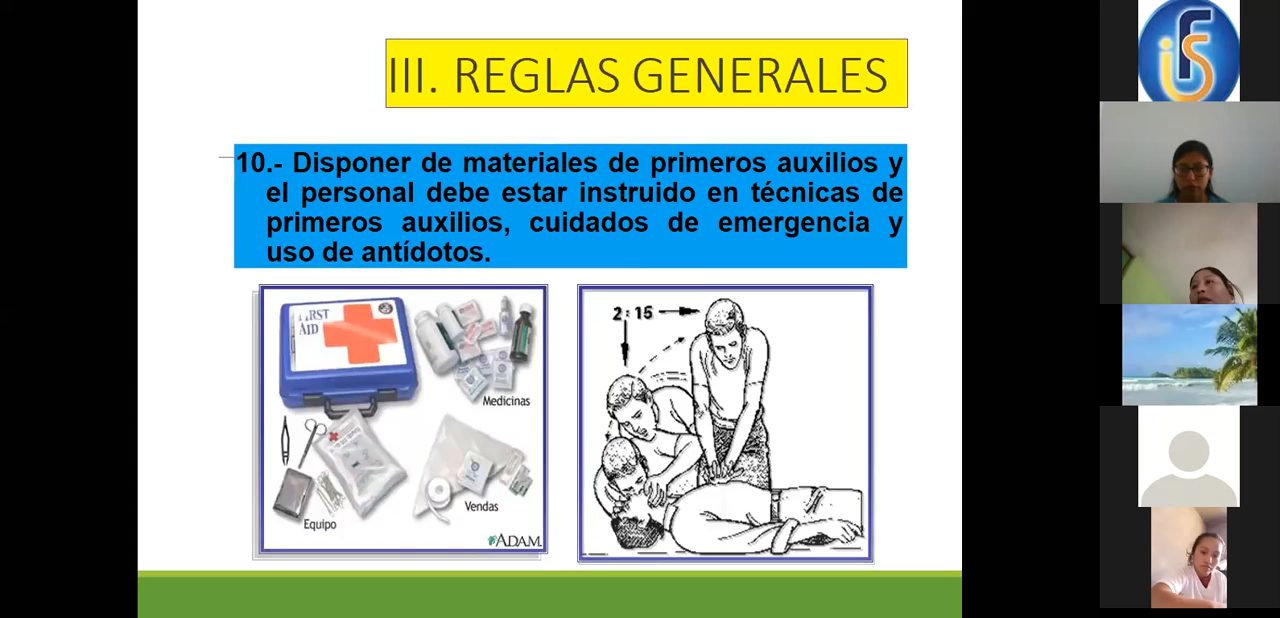 III. REGLAS GENERALES
10.- Disponer de materiales de primeros auxilios y
el personal debe estar instruido en técnicas de
primeros auxilios, cuidados de emergencia y
uso de antídotos.
FIRST
AID
Medicinas
Vendas
Equipo
ADAM.
2:15